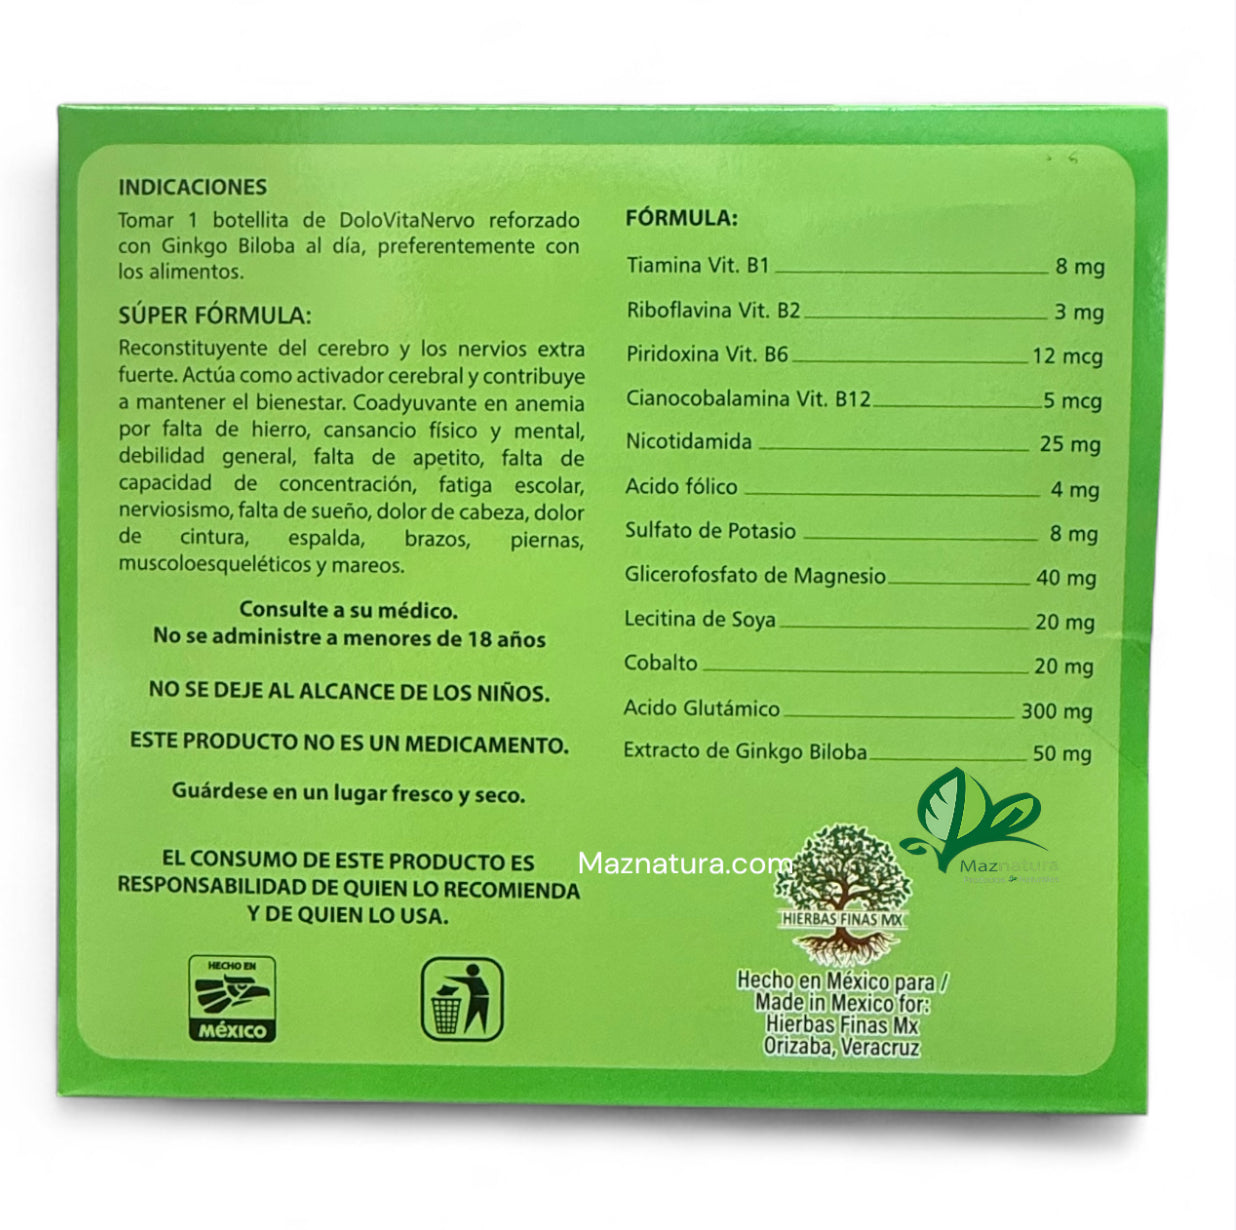 INDICACIONES
Tomar 1 botellita de DoloVitaNervo reforzado
con Ginkgo Biloba al día, preferentemente con
los alimentos.
SÚPER FÓRMULA:
Reconstituyente del cerebro y los nervios extra
fuerte. Actúa como activador cerebral y contribuye
a mantener el bienestar. Coadyuvante en anemia
por falta de hierro, cansancio físico y mental,
debilidad general, falta de apetito, falta de
capacidad de concentración, fatiga escolar,
nerviosismo, falta de sueño, dolor de cabeza, dolor
de cintura, espalda, brazos, piernas,
muscoloesqueléticos y mareos.
Consulte a su médico.
No se administre a menores de 18 años
NO SE DEJE AL ALCANCE DE LOS NIÑOS.
ESTE PRODUCTO NO ES UN MEDICAMENTO.
Guárdese en un lugar fresco y seco.
EL CONSUMO DE ESTE PRODUCTO ES
RESPONSABILIDAD DE QUIEN LO RECOMIENDA
Y DE QUIEN LO USA.
HECHO EN
MéXICO
FÓRMULA:
Tiamina Vit. B1 8 mg
Riboflavina Vit. B2 3 mg
Piridoxina Vit. B6 12 mcg
Cianocobalamina Vit. B12 5 mcg
Nicotidamida 25 mg
Acido fólico 4 mg
Sulfato de Potasio 8 mg
Glicerofosfato de Magnesio 40 mg
Lecitina de Soya 20 mg
Cobalto 20 mg
Acido Glutámico 300 mg
Extracto de Ginkgo Biloba 50 mg
Maznatura.com
Maznatura
HIERBAS FINAS MX
Hecho en México para /
Made in Mexico for:
Hierbas Finas Mx
Orizaba, Veracruz